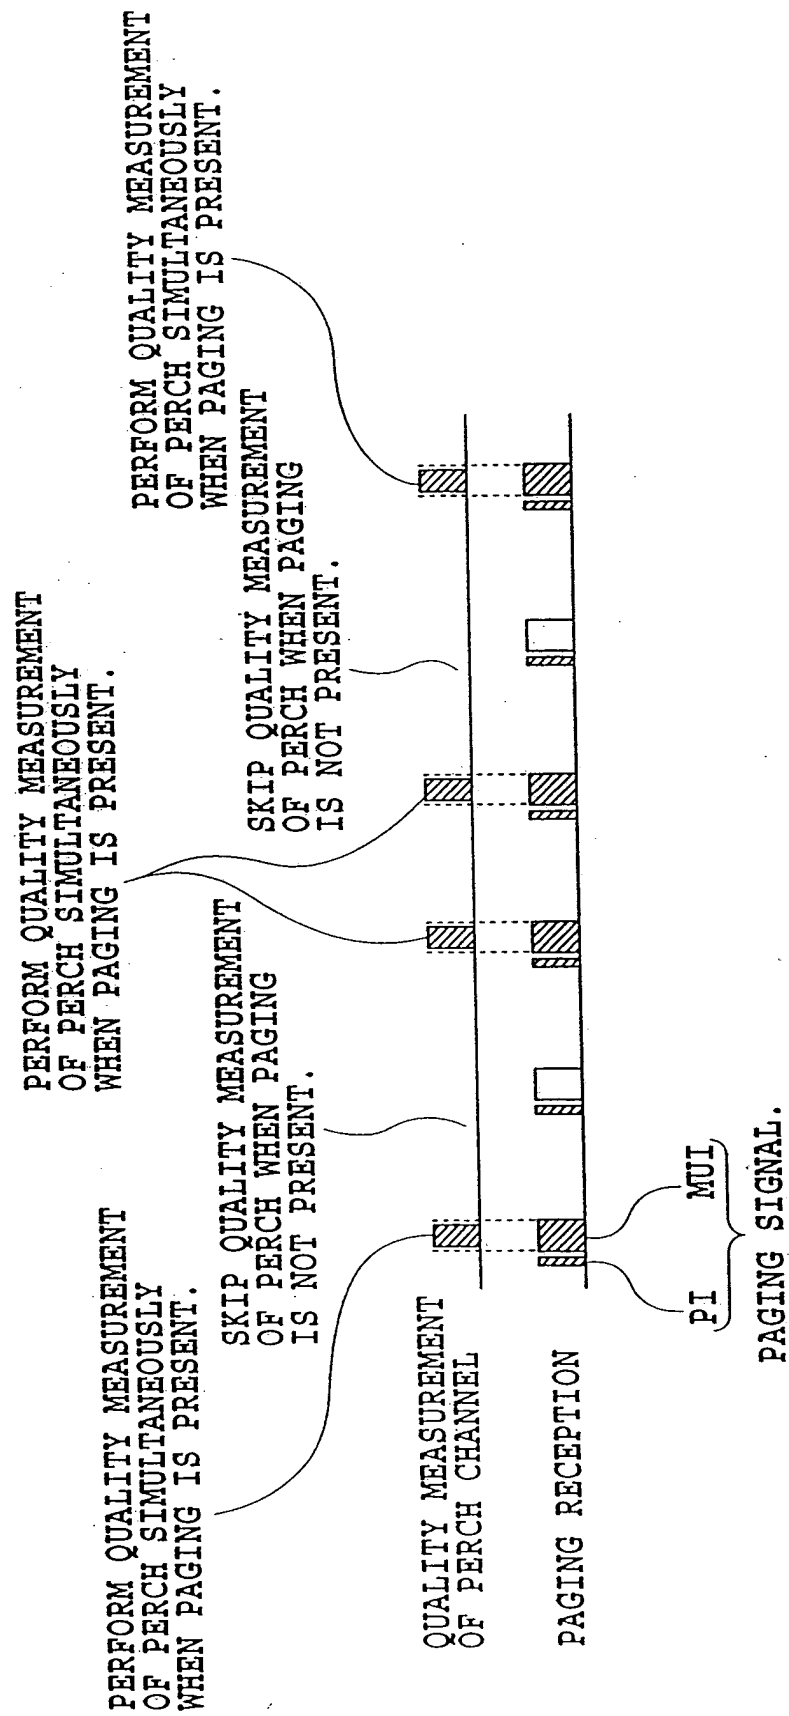 PERFORM QUALITY MEASUREMENT
OF PERCH SIMULTANEOUSLY
WHEN PAGING IS PRESENT.
SKIP QUALITY MEASUREMENT
OF PERCH WHEN PAGING
IS NOT PRESENT.
PERFORM QUALITY MEASUREMENT
OF PERCH SIMULTANEOUSLY
WHEN PAGING IS PRESENT.
SKIP QUALITY MEASUREMENT
OF PERCH WHEN PAGING
IS NOT PRESENT.
PERFORM QUALITY MEASUREMENT
OF PERCH SIMULTANEOUSLY
WHEN PAGING IS PRESENT.
QUALITY MEASUREMENT
OF PERCH CHANNEL
PAGING RECEPTION
PI
MUI
PAGING SIGNAL.